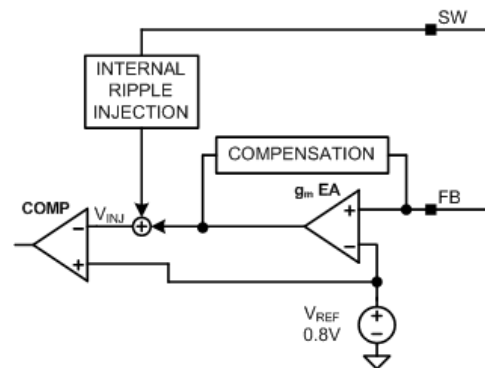 SW
INTERNAL
RIPPLE
INJECTION
COMPENSATION
gm EA
FB
COMP
VINJ
+
−
+
−
+
−
+
VREF
0.8V
+
−